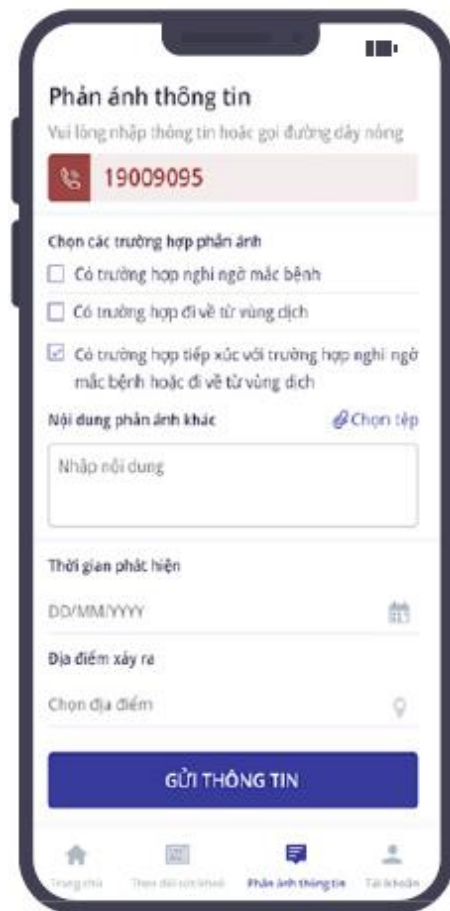 Phản ánh thông tin
Vui lòng nhập thông tin hoặc gọi đường dây nóng
19009095
Chọn các trường hợp phản ánh
Có trường hợp nghi ngờ mắc bệnh
Có trường hợp đi về từ vùng dịch
Có trường hợp tiếp xúc với trường hợp nghi ngờ
mắc bệnh hoặc đi về từ vùng dịch
Nội dung phản ánh khác Chọn tệp
Nhập nội dung
Thời gian phát hiện
DD/MM/YYYY
Địa điểm xảy ra
Chọn địa điểm
GỬI THÔNG TIN
Trang chủ Theo dõi sức khoẻ Phản ánh thông tin Tài khoản